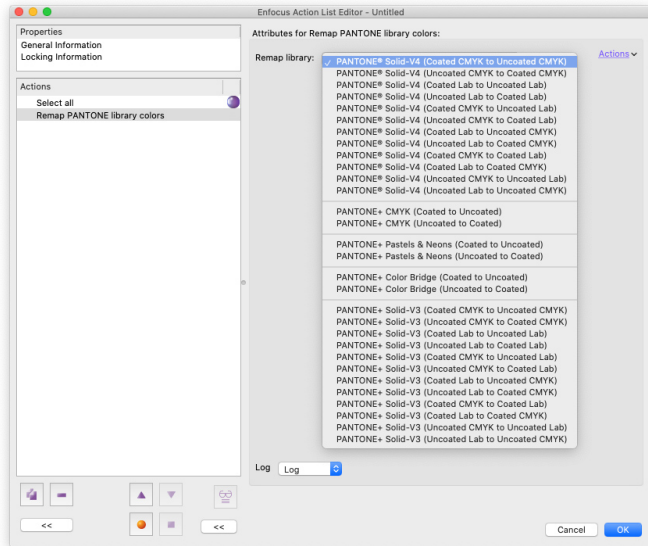 Enfocus Action List Editor - Untitled
Properties
General Information
Locking Information
Actions
Select all
Remap PANTONE library colors
<<
<<
Attributes for Remap PANTONE library colors:
Remap library:
Actions
✓ PANTONE® Solid-V4 (Coated CMYK to Uncoated CMYK)
PANTONE® Solid-V4 (Uncoated CMYK to Coated CMYK)
PANTONE® Solid-V4 (Coated Lab to Uncoated Lab)
PANTONE® Solid-V4 (Uncoated Lab to Coated Lab)
PANTONE® Solid-V4 (Coated CMYK to Uncoated Lab)
PANTONE® Solid-V4 (Uncoated CMYK to Coated Lab)
PANTONE® Solid-V4 (Coated Lab to Uncoated CMYK)
PANTONE® Solid-V4 (Uncoated Lab to Coated CMYK)
PANTONE® Solid-V4 (Coated CMYK to Coated Lab)
PANTONE® Solid-V4 (Coated Lab to Coated CMYK)
PANTONE® Solid-V4 (Uncoated CMYK to Uncoated Lab)
PANTONE® Solid-V4 (Uncoated Lab to Uncoated CMYK)
PANTONE+ CMYK (Coated to Uncoated)
PANTONE+ CMYK (Uncoated to Coated)
PANTONE+ Pastels & Neons (Coated to Uncoated)
PANTONE+ Pastels & Neons (Uncoated to Coated)
PANTONE+ Color Bridge (Coated to Uncoated)
PANTONE+ Color Bridge (Uncoated to Coated)
PANTONE+ Solid-V3 (Coated CMYK to Uncoated CMYK)
PANTONE+ Solid-V3 (Uncoated CMYK to Coated CMYK)
PANTONE+ Solid-V3 (Coated Lab to Uncoated Lab)
PANTONE+ Solid-V3 (Uncoated Lab to Coated Lab)
PANTONE+ Solid-V3 (Coated CMYK to Uncoated Lab)
PANTONE+ Solid-V3 (Uncoated CMYK to Coated Lab)
PANTONE+ Solid-V3 (Coated Lab to Uncoated CMYK)
PANTONE+ Solid-V3 (Uncoated Lab to Coated CMYK)
PANTONE+ Solid-V3 (Coated CMYK to Coated Lab)
PANTONE+ Solid-V3 (Coated Lab to Coated CMYK)
PANTONE+ Solid-V3 (Uncoated CMYK to Uncoated Lab)
PANTONE+ Solid-V3 (Uncoated Lab to Uncoated CMYK)
Log Log
Cancel OK